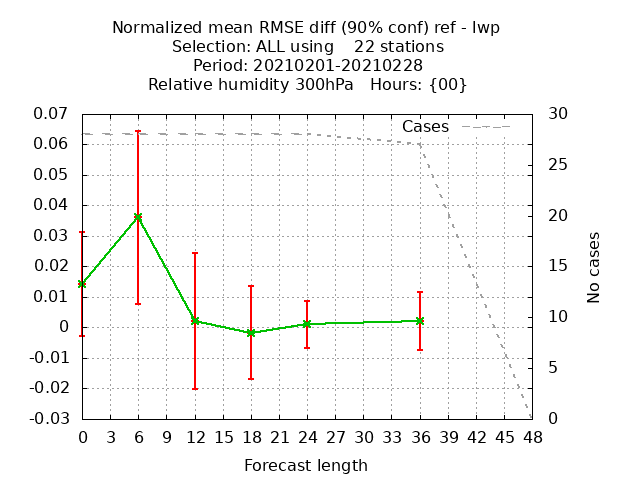 Normalized mean RMSE diff (90% conf) ref - lwp
Selection: ALL using    22 stations
Period: 20210201-20210228
Relative humidity 300hPa   Hours: {00}
Cases
0.07
0.06
0.05
0.04
0.03
0.02
0.01
0
-0.01
-0.02
-0.03
30
25
20
15
10
5
0
No cases
0 3 6 9 12 15 18 21 24 27 30 33 36 39 42 45 48
Forecast length